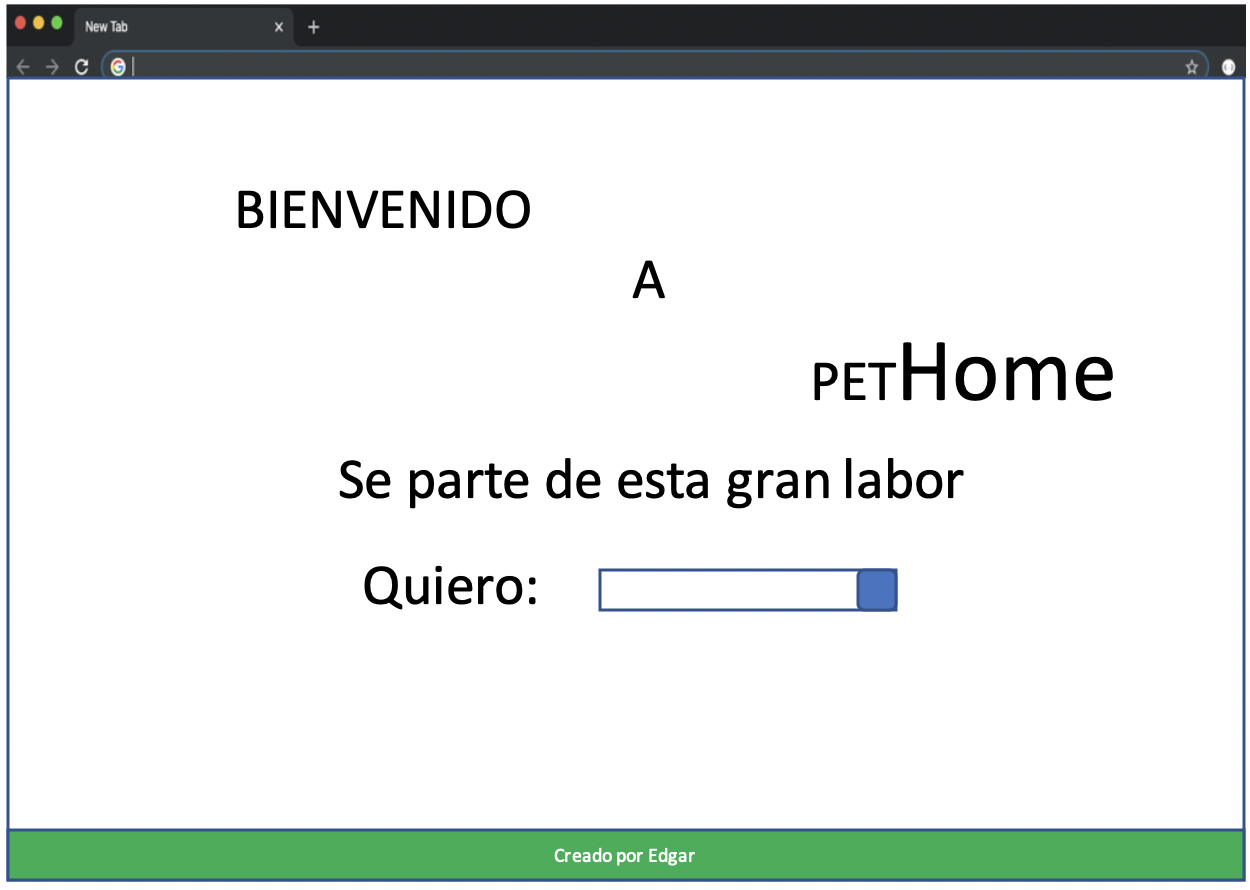 New Tab
BIENVENIDO
A
PETHome
Se parte de esta gran labor
Quiero:
Creado por Edgar